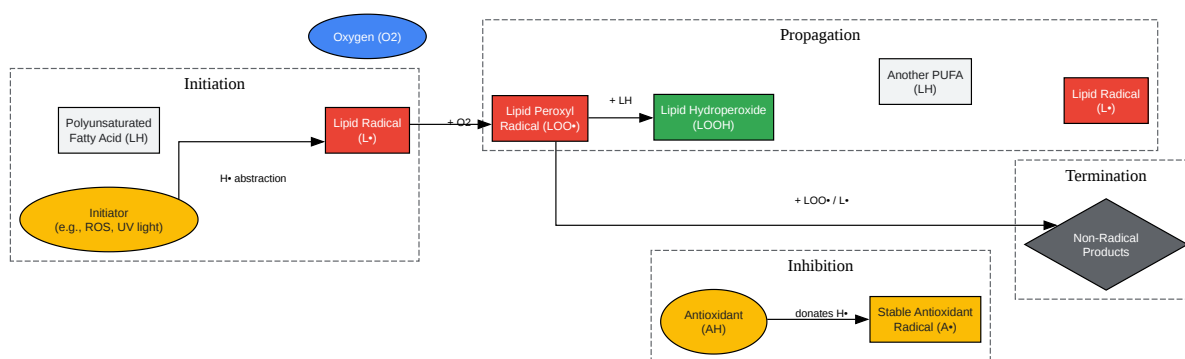 Oxygen (O2)
Initiation
Polyunsaturated
Fatty Acid (LH)
Lipid Radical
(L•)
H• abstraction
Initiator
(e.g., ROS, UV light)
+ O2
Propagation
Lipid Peroxyl
Radical (LOO•)
+ LH
Lipid Hydroperoxide
(LOOH)
Another PUFA
(LH)
Lipid Radical
(L•)
+ LOO• / L•
Termination
Non-Radical
Products
Inhibition
Antioxidant
(AH)
donates H•
Stable Antioxidant
Radical (A•)